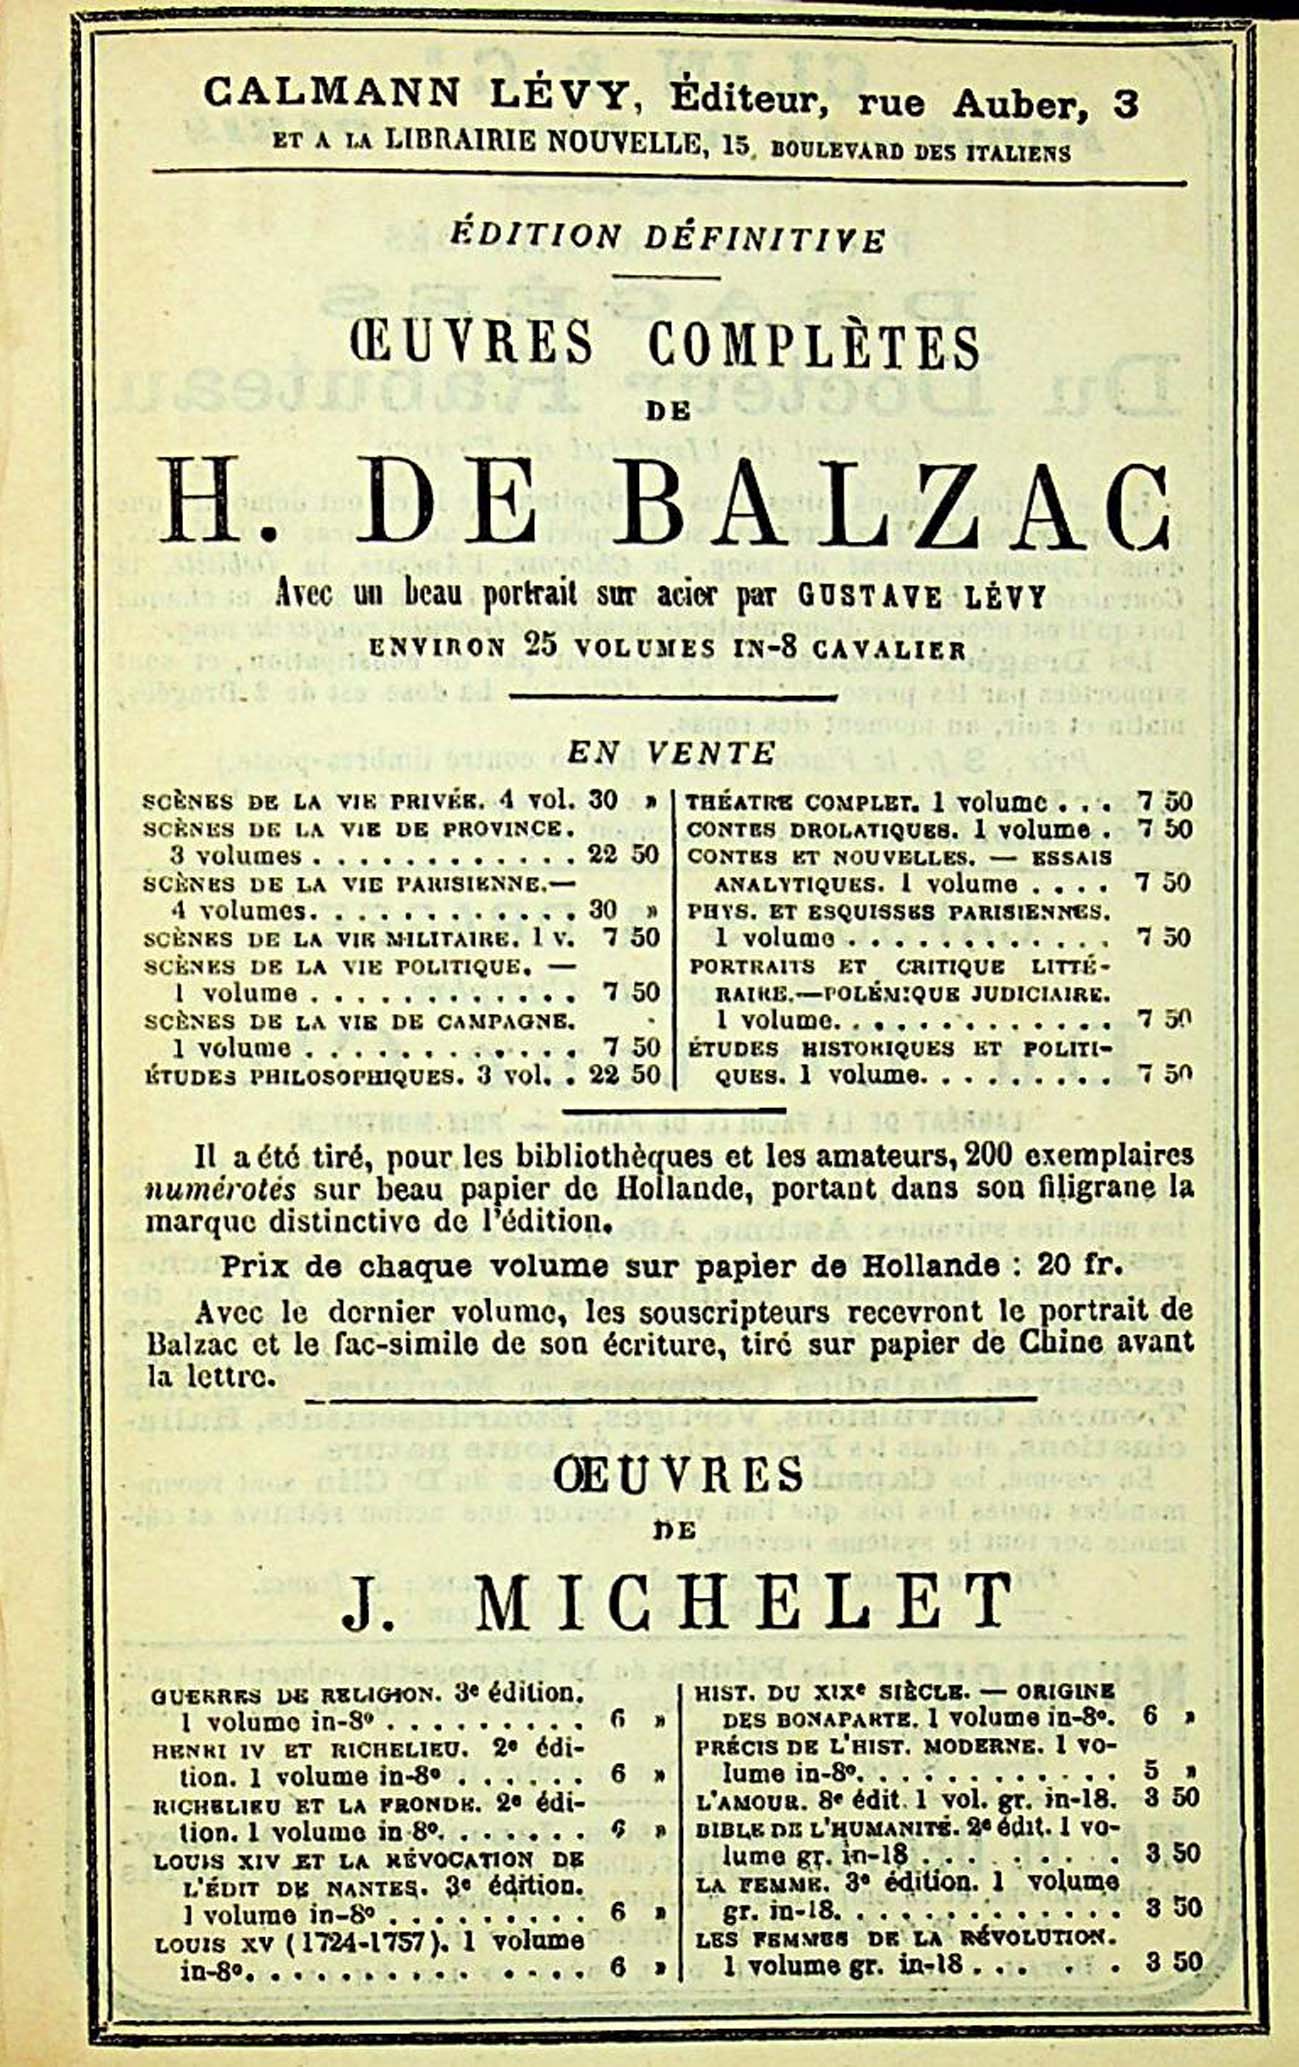 CALMANN LÉVY, Éditeur, rue Auber, 3
ET A LA LIBRAIRIE NOUVELLE, 15, BOULEVARD DES ITALIENS
ÉDITION DÉFINITIVE
ŒUVRES COMPLÈTES
DE
H. DE BALZAC
Avec un beau portrait sur acier par GUSTAVE LÉVY
ENVIRON 25 VOLUMES IN-8 CAVALIER
EN VENTE
SCÈNES DE LA VIE PRIVÉE. 4 vol. 30 »
SCÈNES DE LA VIE DE PROVINCE.
3 volumes . . . . . . . . . . . . 22 50
SCÈNES DE LA VIE PARISIENNE.—
4 volumes. . . . . . . . . . . . 30 »
SCÈNES DE LA VIE MILITAIRE. 1 v. 7 50
SCÈNES DE LA VIE POLITIQUE. —
1 volume . . . . . . . . . . . . 7 50
SCÈNES DE LA VIE DE CAMPAGNE.
1 volume . . . . . . . . . . . . 7 50
ÉTUDES PHILOSOPHIQUES. 3 vol. . 22 50
THÉATRE COMPLET. 1 volume . . . 7 50
CONTES DROLATIQUES. 1 volume . 7 50
CONTES ET NOUVELLES. — ESSAIS
ANALYTIQUES. 1 volume . . . . 7 50
PHYS. ET ESQUISSES PARISIENNES.
1 volume . . . . . . . . . . . . 7 50
PORTRAITS ET CRITIQUE LITTÉ-
RAIRE.—POLÉMIQUE JUDICIAIRE.
1 volume. . . . . . . . . . . . . 7 50
ÉTUDES HISTORIQUES ET POLITI-
QUES. 1 volume. . . . . . . . . 7 50
Il a été tiré, pour les bibliothèques et les amateurs, 200 exemplaires
numérotés sur beau papier de Hollande, portant dans son filigrane la
marque distinctive de l'édition.
Prix de chaque volume sur papier de Hollande : 20 fr.
Avec le dernier volume, les souscripteurs recevront le portrait de
Balzac et le fac-simile de son écriture, tiré sur papier de Chine avant
la lettre.
ŒUVRES
DE
J. MICHELET
GUERRES DE RELIGION. 3e édition.
1 volume in-8º . . . . . . . . . 6 »
HENRI IV ET RICHELIEU. 2e édi-
tion. 1 volume in-8º . . . . . . 6 »
RICHELIEU ET LA FRONDE. 2e édi-
tion. 1 volume in-8º. . . . . . . 6 »
LOUIS XIV ET LA RÉVOCATION DE
L'ÉDIT DE NANTES. 3e édition.
1 volume in-8º . . . . . . . . . 6 »
LOUIS XV (1724-1757). 1 volume
in-8º. . . . . . . . . . . . . . . 6 »
HIST. DU XIXe SIÈCLE. — ORIGINE
DES BONAPARTE. 1 volume in-8º. 6 »
PRÉCIS DE L'HIST. MODERNE. 1 vo-
lume in-8º. . . . . . . . . . . . 5 »
L'AMOUR. 8e édit. 1 vol. gr. in-18. 3 50
BIBLE DE L'HUMANITÉ. 2e édit. 1 vo-
lume gr. in-18 . . . . . . . . . 3 50
LA FEMME. 3e édition. 1 volume
gr. in-18. . . . . . . . . . . . . 3 50
LES FEMMES DE LA RÉVOLUTION.
1 volume gr. in-18 . . . . . 3 50